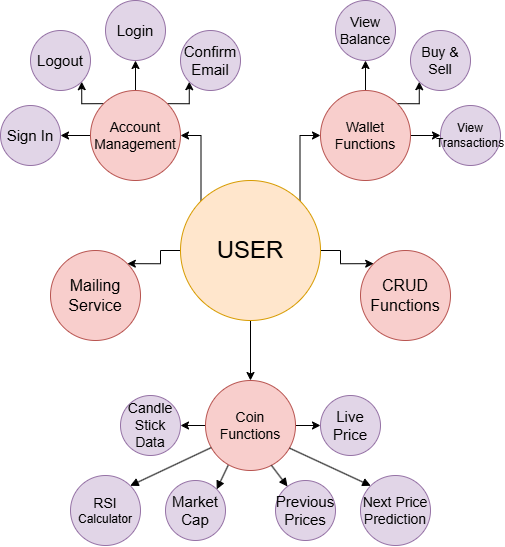 Login
Logout
Confirm
Email
Sign In
Account
Management
View
Balance
Buy &
Sell
Wallet
Functions
View
Transactions
USER
Mailing
Service
CRUD
Functions
Candle
Stick
Data
Coin
Functions
Live
Price
RSI
Calculator
Market
Cap
Previous
Prices
Next Price
Prediction